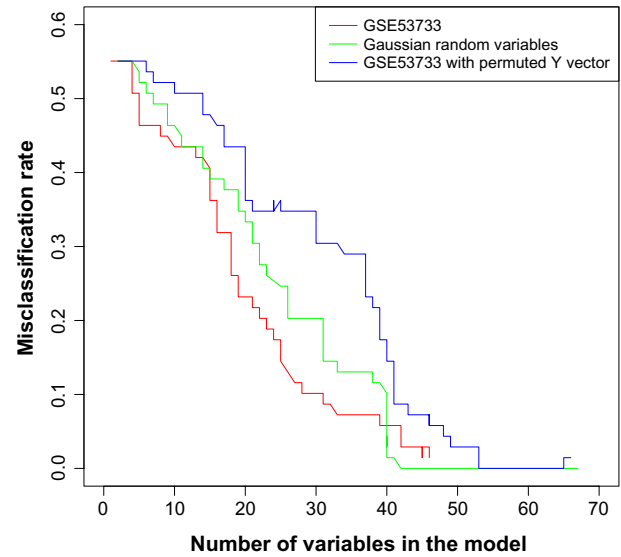 GSE53733
Gaussian random variables
GSE53733 with permuted Y vector
Misclassification rate
0.6
0.5
0.4
0.3
0.2
0.1
0.0
0 10 20 30 40 50 60 70
Number of variables in the model